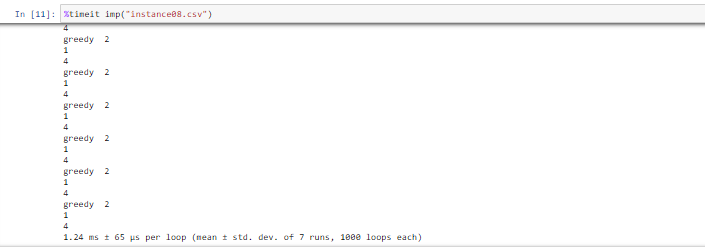 In [11]: %timeit imp("instance08.csv")
4
greedy  2
1
4
greedy  2
1
4
greedy  2
1
4
greedy  2
1
4
greedy  2
1
4
greedy  2
1
4
1.24 ms ± 65 µs per loop (mean ± std. dev. of 7 runs, 1000 loops each)